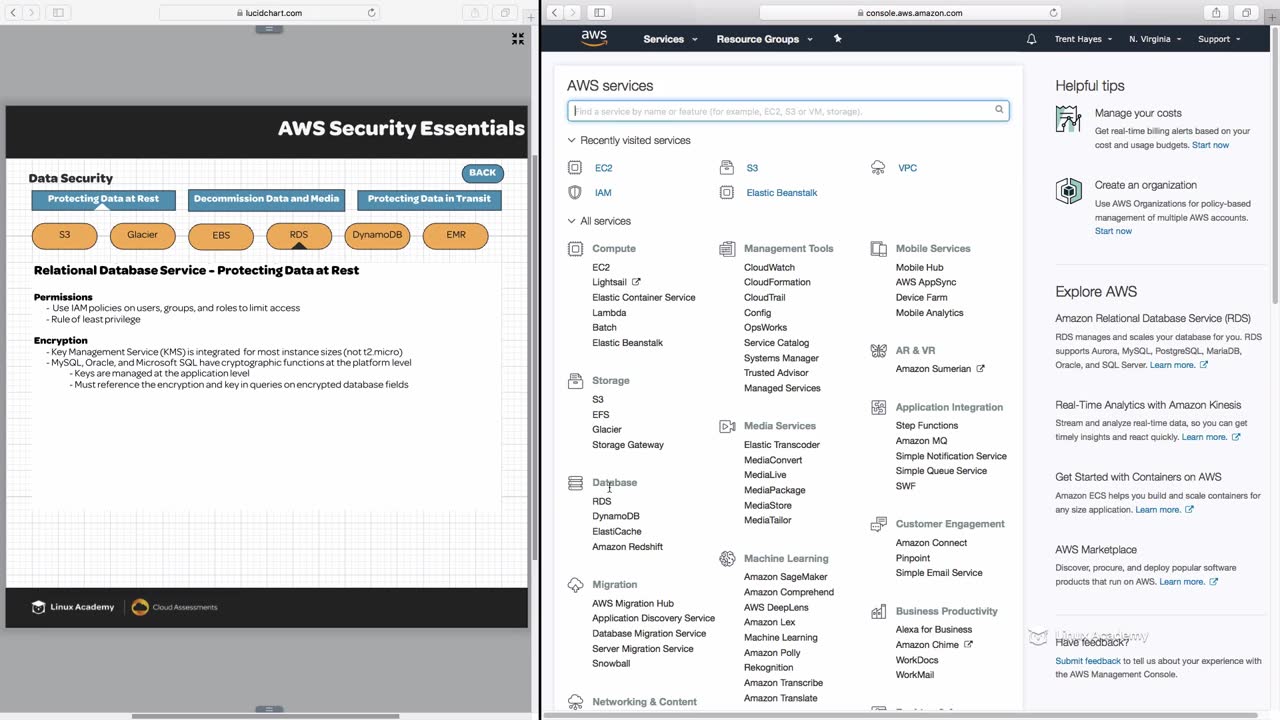 lucidchart.com
AWS Security Essentials
Data Security
BACK
Protecting Data at Rest
Decommission Data and Media
Protecting Data in Transit
S3
Glacier
EBS
RDS
DynamoDB
EMR
Relational Database Service - Protecting Data at Rest
Permissions
- Use IAM policies on users, groups, and roles to limit access
- Rule of least privilege
Encryption
- Key Management Service (KMS) is integrated for most instance sizes (not t2.micro)
- MySQL, Oracle, and Microsoft SQL have cryptographic functions at the platform level
- Keys are managed at the application level
- Must reference the encryption and key in queries on encrypted database fields
Linux Academy
Cloud Assessments
console.aws.amazon.com
aws
Services
Resource Groups
Trent Hayes
N. Virginia
Support
AWS services
Find a service by name or feature (for example, EC2, S3 or VM, storage).
Recently visited services
EC2
S3
VPC
IAM
Elastic Beanstalk
All services
Compute
EC2
Lightsail
Elastic Container Service
Lambda
Batch
Elastic Beanstalk
Storage
S3
EFS
Glacier
Storage Gateway
Database
RDS
DynamoDB
ElastiCache
Amazon Redshift
Migration
AWS Migration Hub
Application Discovery Service
Database Migration Service
Server Migration Service
Snowball
Networking & Content
Management Tools
CloudWatch
CloudFormation
CloudTrail
Config
OpsWorks
Service Catalog
Systems Manager
Trusted Advisor
Managed Services
Media Services
Elastic Transcoder
MediaConvert
MediaLive
MediaPackage
MediaStore
MediaTailor
Machine Learning
Amazon SageMaker
Amazon Comprehend
AWS DeepLens
Amazon Lex
Machine Learning
Amazon Polly
Rekognition
Amazon Transcribe
Amazon Translate
Mobile Services
Mobile Hub
AWS AppSync
Device Farm
Mobile Analytics
AR & VR
Amazon Sumerian
Application Integration
Step Functions
Amazon MQ
Simple Notification Service
Simple Queue Service
SWF
Customer Engagement
Amazon Connect
Pinpoint
Simple Email Service
Business Productivity
Alexa for Business
Amazon Chime
WorkDocs
WorkMail
Helpful tips
Manage your costs
Get real-time billing alerts based on your
cost and usage budgets. Start now
Create an organization
Use AWS Organizations for policy-based
management of multiple AWS accounts.
Start now
Explore AWS
Amazon Relational Database Service (RDS)
RDS manages and scales your database for you. RDS
supports Aurora, MySQL, PostgreSQL, MariaDB,
Oracle, and SQL Server. Learn more.
Real-Time Analytics with Amazon Kinesis
Stream and analyze real-time data, so you can get
timely insights and react quickly. Learn more.
Get Started with Containers on AWS
Amazon ECS helps you build and scale containers for
any size application. Learn more.
AWS Marketplace
Discover, procure, and deploy popular software
products that run on AWS. Learn more.
Linux Academy
Have feedback?
Submit feedback to tell us about your experience with
the AWS Management Console.